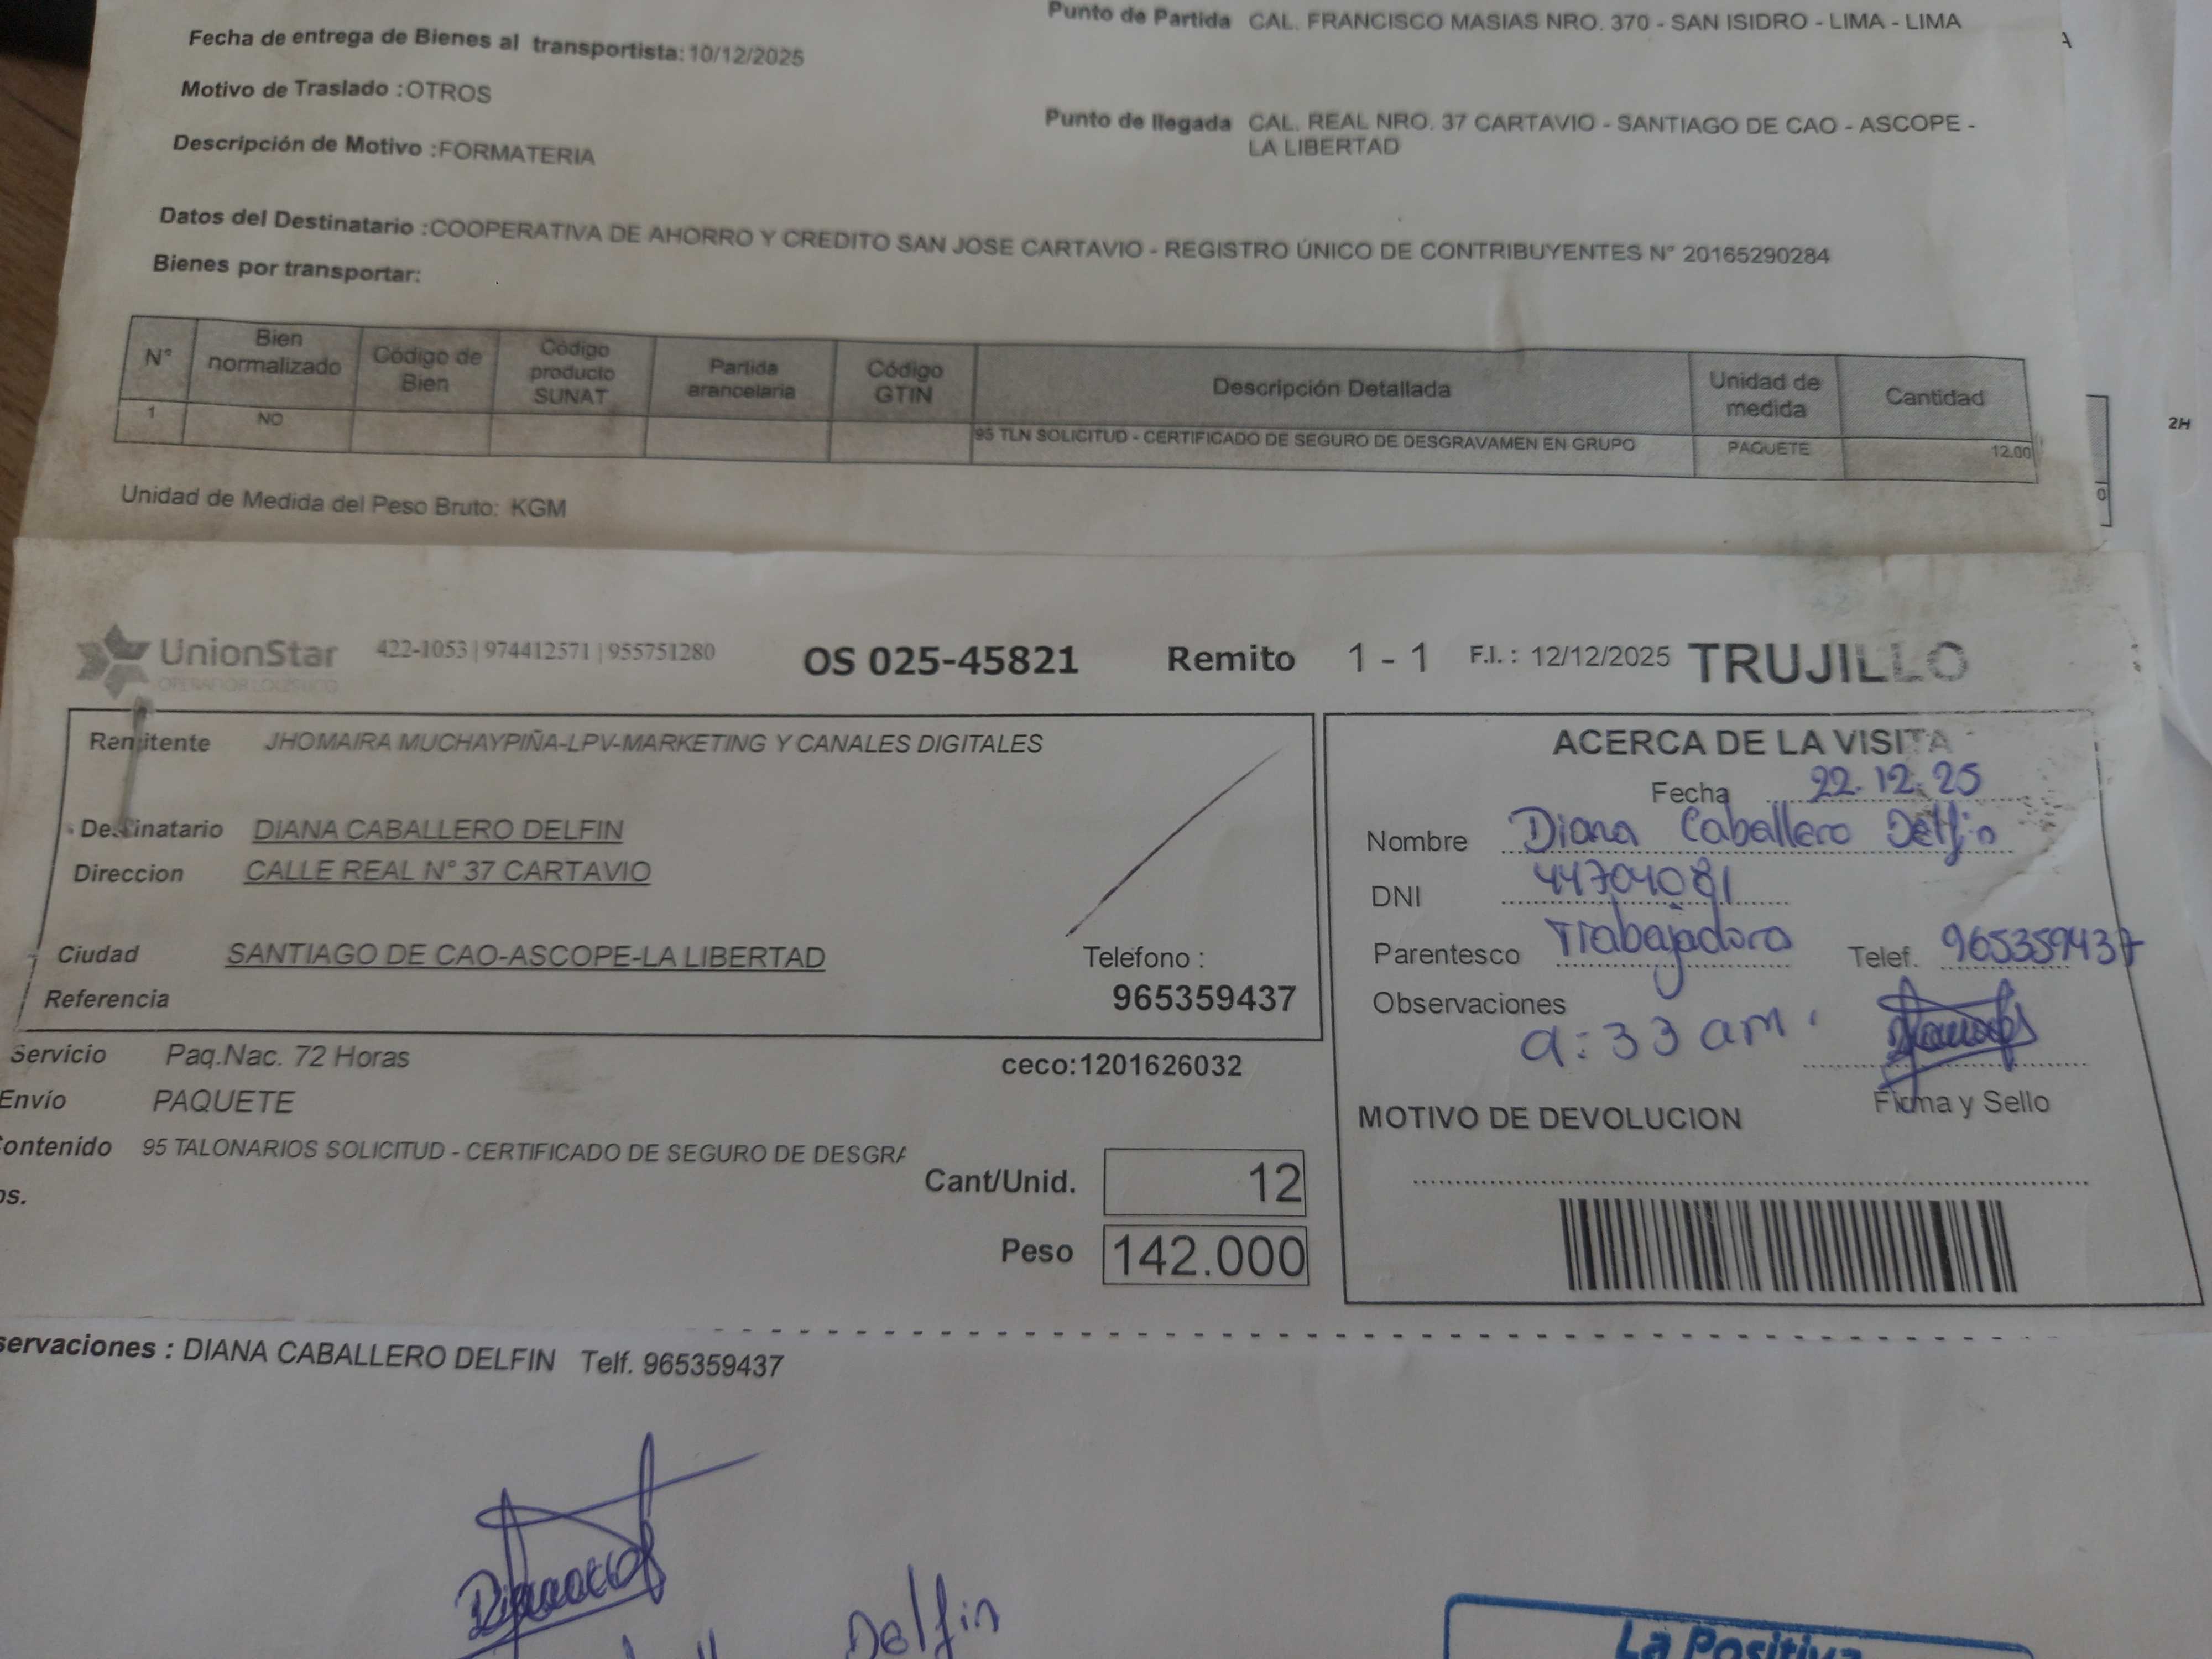 Punto de Partida CAL. FRANCISCO MASIAS NRO. 370 - SAN ISIDRO - LIMA - LIMA
Fecha de entrega de Bienes al transportista: 10/12/2025
Motivo de Traslado :OTROS
Punto de llegada CAL. REAL NRO. 37 CARTAVIO - SANTIAGO DE CAO - ASCOPE -
LA LIBERTAD
Descripción de Motivo :FORMATERIA
Datos del Destinatario :COOPERATIVA DE AHORRO Y CREDITO SAN JOSE CARTAVIO - REGISTRO ÚNICO DE CONTRIBUYENTES N° 20165290284
Bienes por transportar:
N° Bien normalizado Código de Bien Código producto SUNAT Partida arancelaria Código GTIN Descripción Detallada Unidad de medida Cantidad
1 NO 95 TLN SOLICITUD - CERTIFICADO DE SEGURO DE DESGRAVAMEN EN GRUPO PAQUETE 12.00
2H
0
Unidad de Medida del Peso Bruto: KGM
UnionStar 422-1053 | 974412571 | 955751280 OS 025-45821 Remito 1 - 1 F.I. : 12/12/2025 TRUJILLO
OPERADOR LOGISTICO
Remitente JHOMAIRA MUCHAYPIÑA-LPV-MARKETING Y CANALES DIGITALES
Destinatario DIANA CABALLERO DELFIN
Direccion CALLE REAL N° 37 CARTAVIO
Ciudad SANTIAGO DE CAO-ASCOPE-LA LIBERTAD
Telefono :
965359437
Referencia
Servicio Paq.Nac. 72 Horas
ceco:1201626032
Envío PAQUETE
ontenido 95 TALONARIOS SOLICITUD - CERTIFICADO DE SEGURO DE DESGRA
os.
Cant/Unid. 12
Peso 142.000
ACERCA DE LA VISITA
Fecha 22.12.25
Nombre Diana Caballero Delfin
DNI 44704081
Parentesco Trabajadora Telef. 965359437
Observaciones
9:33 am.
Firma y Sello
MOTIVO DE DEVOLUCION
servaciones : DIANA CABALLERO DELFIN Telf. 965359437
Delfin
La Positiva